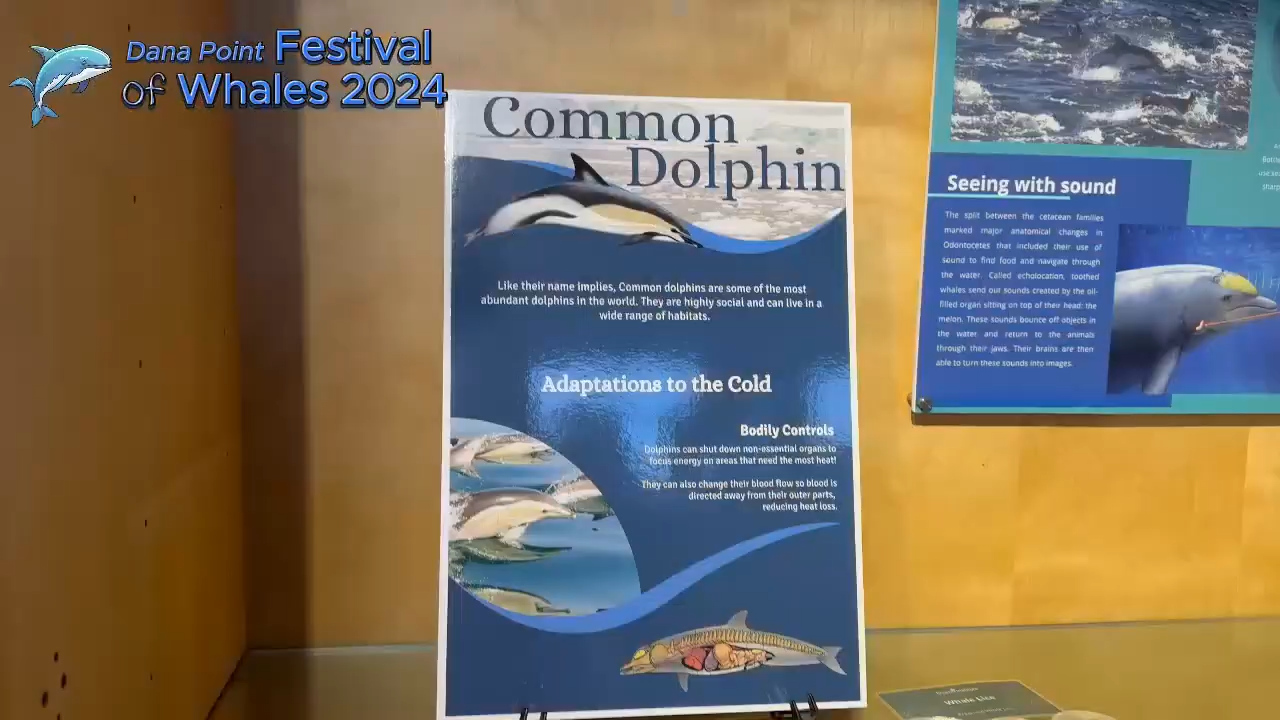 Dana Point Festival
of Whales 2024
Common
Dolphin
Like their name implies, Common dolphins are some of the most
abundant dolphins in the world. They are highly social and can live in a
wide range of habitats.
Adaptations to the Cold
Bodily Controls
Dolphins can shut down non-essential organs to
focus energy on areas that need the most heat!
They can also change their blood flow so blood is
directed away from their outer parts,
reducing heat loss.
Seeing with sound
The split between the cetacean families
marked major anatomical changes in
Odontocetes that included their use of
sound to find food and navigate through
the water. Called echolocation, toothed
whales send out sounds created by the oil-
filled organ sitting on top of their head: the
melon. These sounds bounce off objects in
the water and return to the animals
through their jaws. Their brains are then
able to turn these sounds into images.
Whale Lice